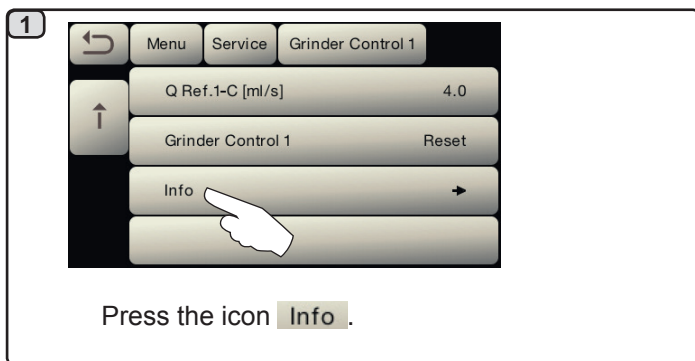 1
Menu Service Grinder Control 1
Q Ref.1-C [ml/s] 4.0
Grinder Control 1 Reset
Info
Press the icon Info .